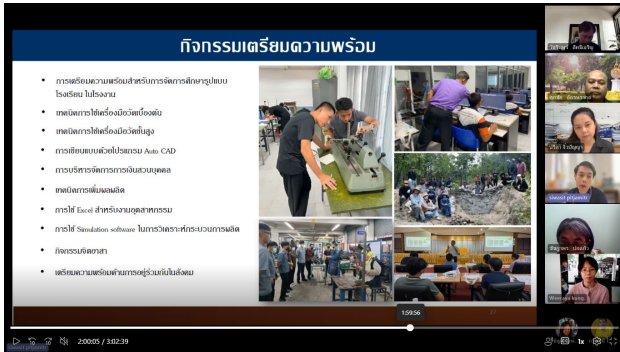 กิจกรรมเตรียมความพร้อม
• การเตรียมความพร้อมสำหรับการจัดการศึกษารูปแบบ
โรงเรียน ในโรงงาน
• เทคนิคการใช้เครื่องมือวัดเบื้องต้น
• เทคนิคการใช้เครื่องมือวัดขั้นสูง
• การเขียนแบบด้วยโปรแกรม Auto CAD
• การบริหารจัดการการเงินส่วนบุคคล
• เทคนิคการเพิ่มผลผลิต
• การใช้ Excel สำหรับงานอุตสาหกรรม
• การใช้ Simulation software ในการวิเคราะห์กระบวนการผลิต
• กิจกรรมจิตอาสา
• เตรียมความพร้อมด้านการอยู่ร่วมกันในสังคม
1:59:56
2:00:05 / 3:02:39
1x